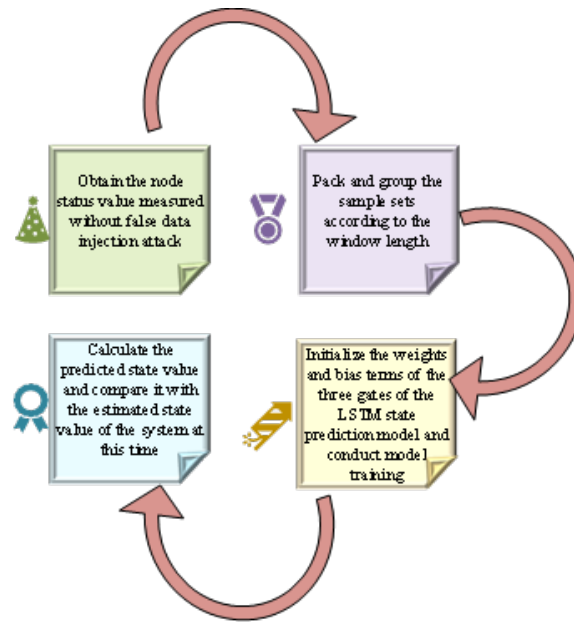 Obtain the node
status value measured
without false data
injection attack
Pack and group the
sample sets
according to the
window length
Initialize the weights
and bias terms of the
three gates of the
LSTM state
prediction model and
conduct model
training
Calculate the
predicted state value
and compare it with
the estimated state
value of the system at
this time